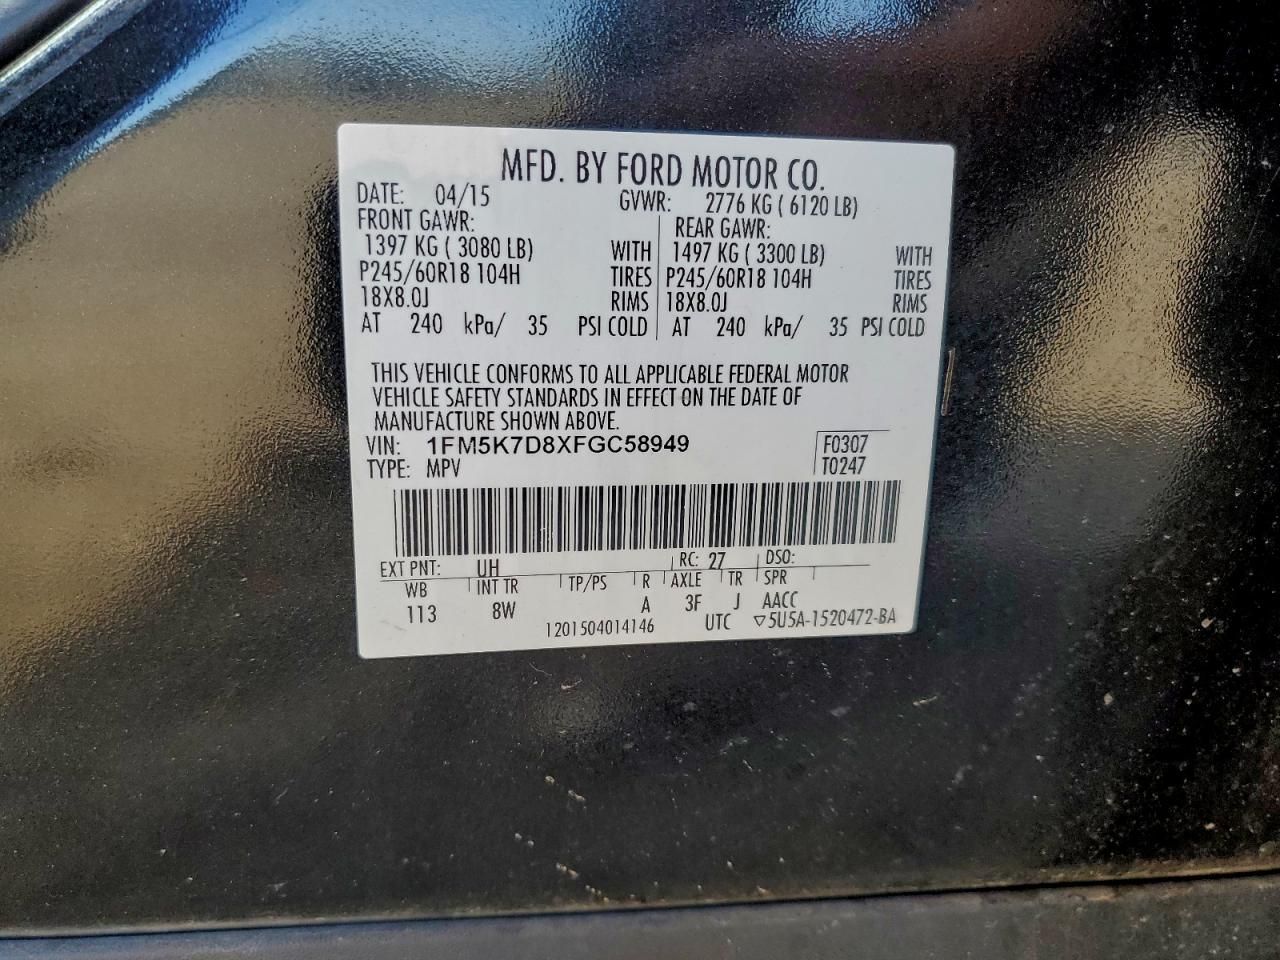 MFD. BY FORD MOTOR CO.
DATE: 04/15 GVWR: 2776 KG ( 6120 LB)
FRONT GAWR: REAR GAWR:
1397 KG ( 3080 LB) WITH 1497 KG ( 3300 LB) WITH
P245/60R18 104H TIRES P245/60R18 104H TIRES
18X8.0J RIMS 18X8.0J RIMS
AT 240 kPa/ 35 PSI COLD AT 240 kPa/ 35 PSI COLD
THIS VEHICLE CONFORMS TO ALL APPLICABLE FEDERAL MOTOR
VEHICLE SAFETY STANDARDS IN EFFECT ON THE DATE OF
MANUFACTURE SHOWN ABOVE.
VIN: 1FM5K7D8XFGC58949 F0307
TYPE: MPV T0247
EXT PNT: UH RC: 27 DSO:
WB INT TR TP/PS R AXLE TR SPR
113 8W A 3F J AACC
1201504014146 UTC ▽5U5A-1520472-BA